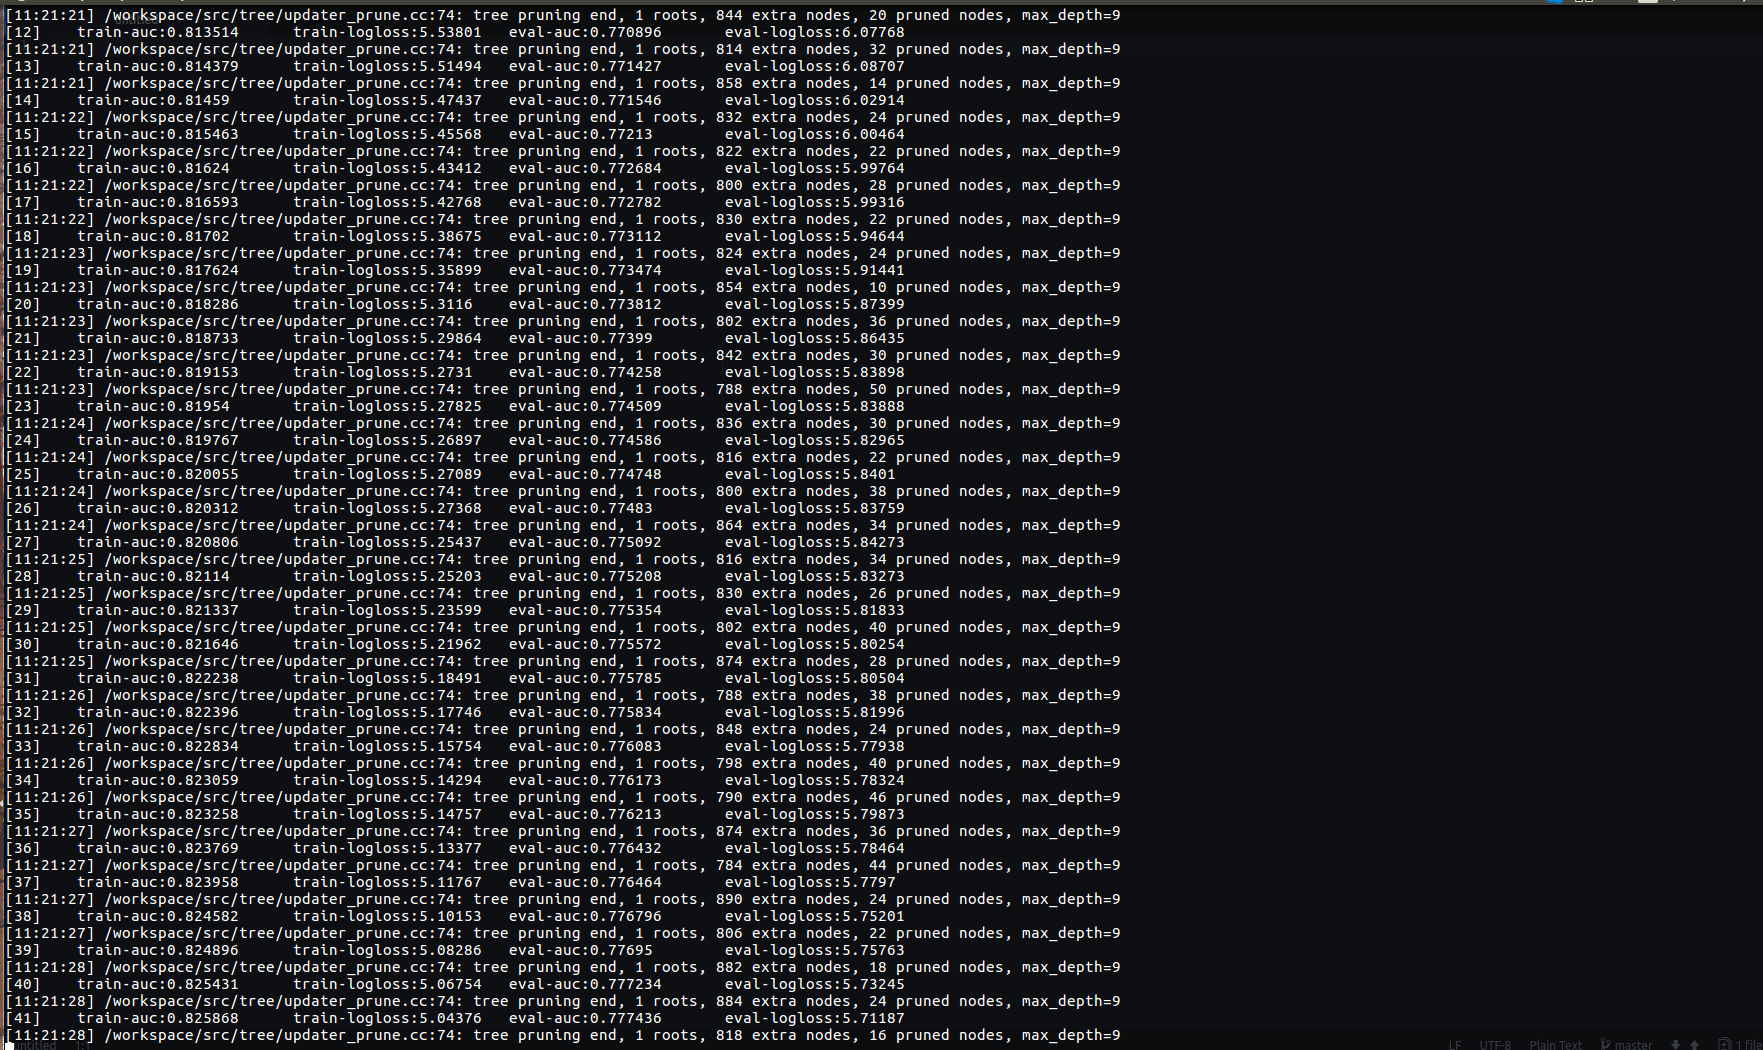 [11:21:21] /workspace/src/tree/updater_prune.cc:74: tree pruning end, 1 roots, 844 extra nodes, 20 pruned nodes, max_depth=9
[12] train-auc:0.813514 train-logloss:5.53801 eval-auc:0.770896 eval-logloss:6.07768
[11:21:21] /workspace/src/tree/updater_prune.cc:74: tree pruning end, 1 roots, 814 extra nodes, 32 pruned nodes, max_depth=9
[13] train-auc:0.814379 train-logloss:5.51494 eval-auc:0.771427 eval-logloss:6.08707
[11:21:21] /workspace/src/tree/updater_prune.cc:74: tree pruning end, 1 roots, 858 extra nodes, 14 pruned nodes, max_depth=9
[14] train-auc:0.81459 train-logloss:5.47437 eval-auc:0.771546 eval-logloss:6.02914
[11:21:22] /workspace/src/tree/updater_prune.cc:74: tree pruning end, 1 roots, 832 extra nodes, 24 pruned nodes, max_depth=9
[15] train-auc:0.815463 train-logloss:5.45568 eval-auc:0.77213 eval-logloss:6.00464
[11:21:22] /workspace/src/tree/updater_prune.cc:74: tree pruning end, 1 roots, 822 extra nodes, 22 pruned nodes, max_depth=9
[16] train-auc:0.81624 train-logloss:5.43412 eval-auc:0.772684 eval-logloss:5.99764
[11:21:22] /workspace/src/tree/updater_prune.cc:74: tree pruning end, 1 roots, 800 extra nodes, 28 pruned nodes, max_depth=9
[17] train-auc:0.816593 train-logloss:5.42768 eval-auc:0.772782 eval-logloss:5.99316
[11:21:22] /workspace/src/tree/updater_prune.cc:74: tree pruning end, 1 roots, 830 extra nodes, 22 pruned nodes, max_depth=9
[18] train-auc:0.81702 train-logloss:5.38675 eval-auc:0.773112 eval-logloss:5.94644
[11:21:23] /workspace/src/tree/updater_prune.cc:74: tree pruning end, 1 roots, 824 extra nodes, 24 pruned nodes, max_depth=9
[19] train-auc:0.817624 train-logloss:5.35899 eval-auc:0.773474 eval-logloss:5.91441
[11:21:23] /workspace/src/tree/updater_prune.cc:74: tree pruning end, 1 roots, 854 extra nodes, 10 pruned nodes, max_depth=9
[20] train-auc:0.818286 train-logloss:5.3116 eval-auc:0.773812 eval-logloss:5.87399
[11:21:23] /workspace/src/tree/updater_prune.cc:74: tree pruning end, 1 roots, 802 extra nodes, 36 pruned nodes, max_depth=9
[21] train-auc:0.818733 train-logloss:5.29864 eval-auc:0.77399 eval-logloss:5.86435
[11:21:23] /workspace/src/tree/updater_prune.cc:74: tree pruning end, 1 roots, 842 extra nodes, 30 pruned nodes, max_depth=9
[22] train-auc:0.819153 train-logloss:5.2731 eval-auc:0.774258 eval-logloss:5.83898
[11:21:23] /workspace/src/tree/updater_prune.cc:74: tree pruning end, 1 roots, 788 extra nodes, 50 pruned nodes, max_depth=9
[23] train-auc:0.81954 train-logloss:5.27825 eval-auc:0.774509 eval-logloss:5.83888
[11:21:24] /workspace/src/tree/updater_prune.cc:74: tree pruning end, 1 roots, 836 extra nodes, 30 pruned nodes, max_depth=9
[24] train-auc:0.819767 train-logloss:5.26897 eval-auc:0.774586 eval-logloss:5.82965
[11:21:24] /workspace/src/tree/updater_prune.cc:74: tree pruning end, 1 roots, 816 extra nodes, 22 pruned nodes, max_depth=9
[25] train-auc:0.820055 train-logloss:5.27089 eval-auc:0.774748 eval-logloss:5.8401
[11:21:24] /workspace/src/tree/updater_prune.cc:74: tree pruning end, 1 roots, 800 extra nodes, 38 pruned nodes, max_depth=9
[26] train-auc:0.820312 train-logloss:5.27368 eval-auc:0.77483 eval-logloss:5.83759
[11:21:24] /workspace/src/tree/updater_prune.cc:74: tree pruning end, 1 roots, 864 extra nodes, 34 pruned nodes, max_depth=9
[27] train-auc:0.820806 train-logloss:5.25437 eval-auc:0.775092 eval-logloss:5.84273
[11:21:25] /workspace/src/tree/updater_prune.cc:74: tree pruning end, 1 roots, 816 extra nodes, 34 pruned nodes, max_depth=9
[28] train-auc:0.82114 train-logloss:5.25203 eval-auc:0.775208 eval-logloss:5.83273
[11:21:25] /workspace/src/tree/updater_prune.cc:74: tree pruning end, 1 roots, 830 extra nodes, 26 pruned nodes, max_depth=9
[29] train-auc:0.821337 train-logloss:5.23599 eval-auc:0.775354 eval-logloss:5.81833
[11:21:25] /workspace/src/tree/updater_prune.cc:74: tree pruning end, 1 roots, 802 extra nodes, 40 pruned nodes, max_depth=9
[30] train-auc:0.821646 train-logloss:5.21962 eval-auc:0.775572 eval-logloss:5.80254
[11:21:25] /workspace/src/tree/updater_prune.cc:74: tree pruning end, 1 roots, 874 extra nodes, 28 pruned nodes, max_depth=9
[31] train-auc:0.822238 train-logloss:5.18491 eval-auc:0.775785 eval-logloss:5.80504
[11:21:26] /workspace/src/tree/updater_prune.cc:74: tree pruning end, 1 roots, 788 extra nodes, 38 pruned nodes, max_depth=9
[32] train-auc:0.822396 train-logloss:5.17746 eval-auc:0.775834 eval-logloss:5.81996
[11:21:26] /workspace/src/tree/updater_prune.cc:74: tree pruning end, 1 roots, 848 extra nodes, 24 pruned nodes, max_depth=9
[33] train-auc:0.822834 train-logloss:5.15754 eval-auc:0.776083 eval-logloss:5.77938
[11:21:26] /workspace/src/tree/updater_prune.cc:74: tree pruning end, 1 roots, 798 extra nodes, 40 pruned nodes, max_depth=9
[34] train-auc:0.823059 train-logloss:5.14294 eval-auc:0.776173 eval-logloss:5.78324
[11:21:26] /workspace/src/tree/updater_prune.cc:74: tree pruning end, 1 roots, 790 extra nodes, 46 pruned nodes, max_depth=9
[35] train-auc:0.823258 train-logloss:5.14757 eval-auc:0.776213 eval-logloss:5.79873
[11:21:27] /workspace/src/tree/updater_prune.cc:74: tree pruning end, 1 roots, 874 extra nodes, 36 pruned nodes, max_depth=9
[36] train-auc:0.823769 train-logloss:5.13377 eval-auc:0.776432 eval-logloss:5.78464
[11:21:27] /workspace/src/tree/updater_prune.cc:74: tree pruning end, 1 roots, 784 extra nodes, 44 pruned nodes, max_depth=9
[37] train-auc:0.823958 train-logloss:5.11767 eval-auc:0.776464 eval-logloss:5.7797
[11:21:27] /workspace/src/tree/updater_prune.cc:74: tree pruning end, 1 roots, 890 extra nodes, 24 pruned nodes, max_depth=9
[38] train-auc:0.824582 train-logloss:5.10153 eval-auc:0.776796 eval-logloss:5.75201
[11:21:27] /workspace/src/tree/updater_prune.cc:74: tree pruning end, 1 roots, 806 extra nodes, 22 pruned nodes, max_depth=9
[39] train-auc:0.824896 train-logloss:5.08286 eval-auc:0.77695 eval-logloss:5.75763
[11:21:28] /workspace/src/tree/updater_prune.cc:74: tree pruning end, 1 roots, 882 extra nodes, 18 pruned nodes, max_depth=9
[40] train-auc:0.825431 train-logloss:5.06754 eval-auc:0.777234 eval-logloss:5.73245
[11:21:28] /workspace/src/tree/updater_prune.cc:74: tree pruning end, 1 roots, 884 extra nodes, 24 pruned nodes, max_depth=9
[41] train-auc:0.825868 train-logloss:5.04376 eval-auc:0.777436 eval-logloss:5.71187
[11:21:28] /workspace/src/tree/updater_prune.cc:74: tree pruning end, 1 roots, 818 extra nodes, 16 pruned nodes, max_depth=9
untitled 1:1 LF UTF-8 Plain Text master 1 file